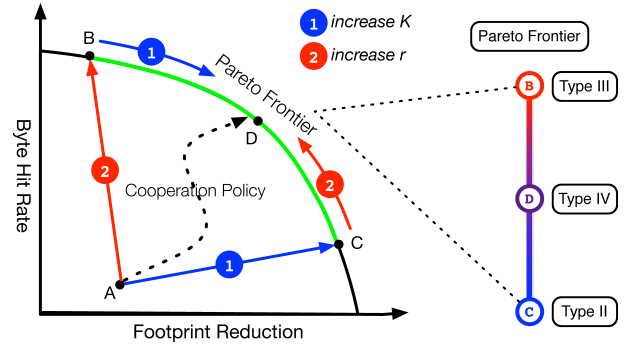 1 increase K
2 increase r
B
1
Pareto Frontier
Byte Hit Rate
2
D
Cooperation Policy
2
C
1
A
Footprint Reduction
Pareto Frontier
B Type III
D Type IV
C Type II